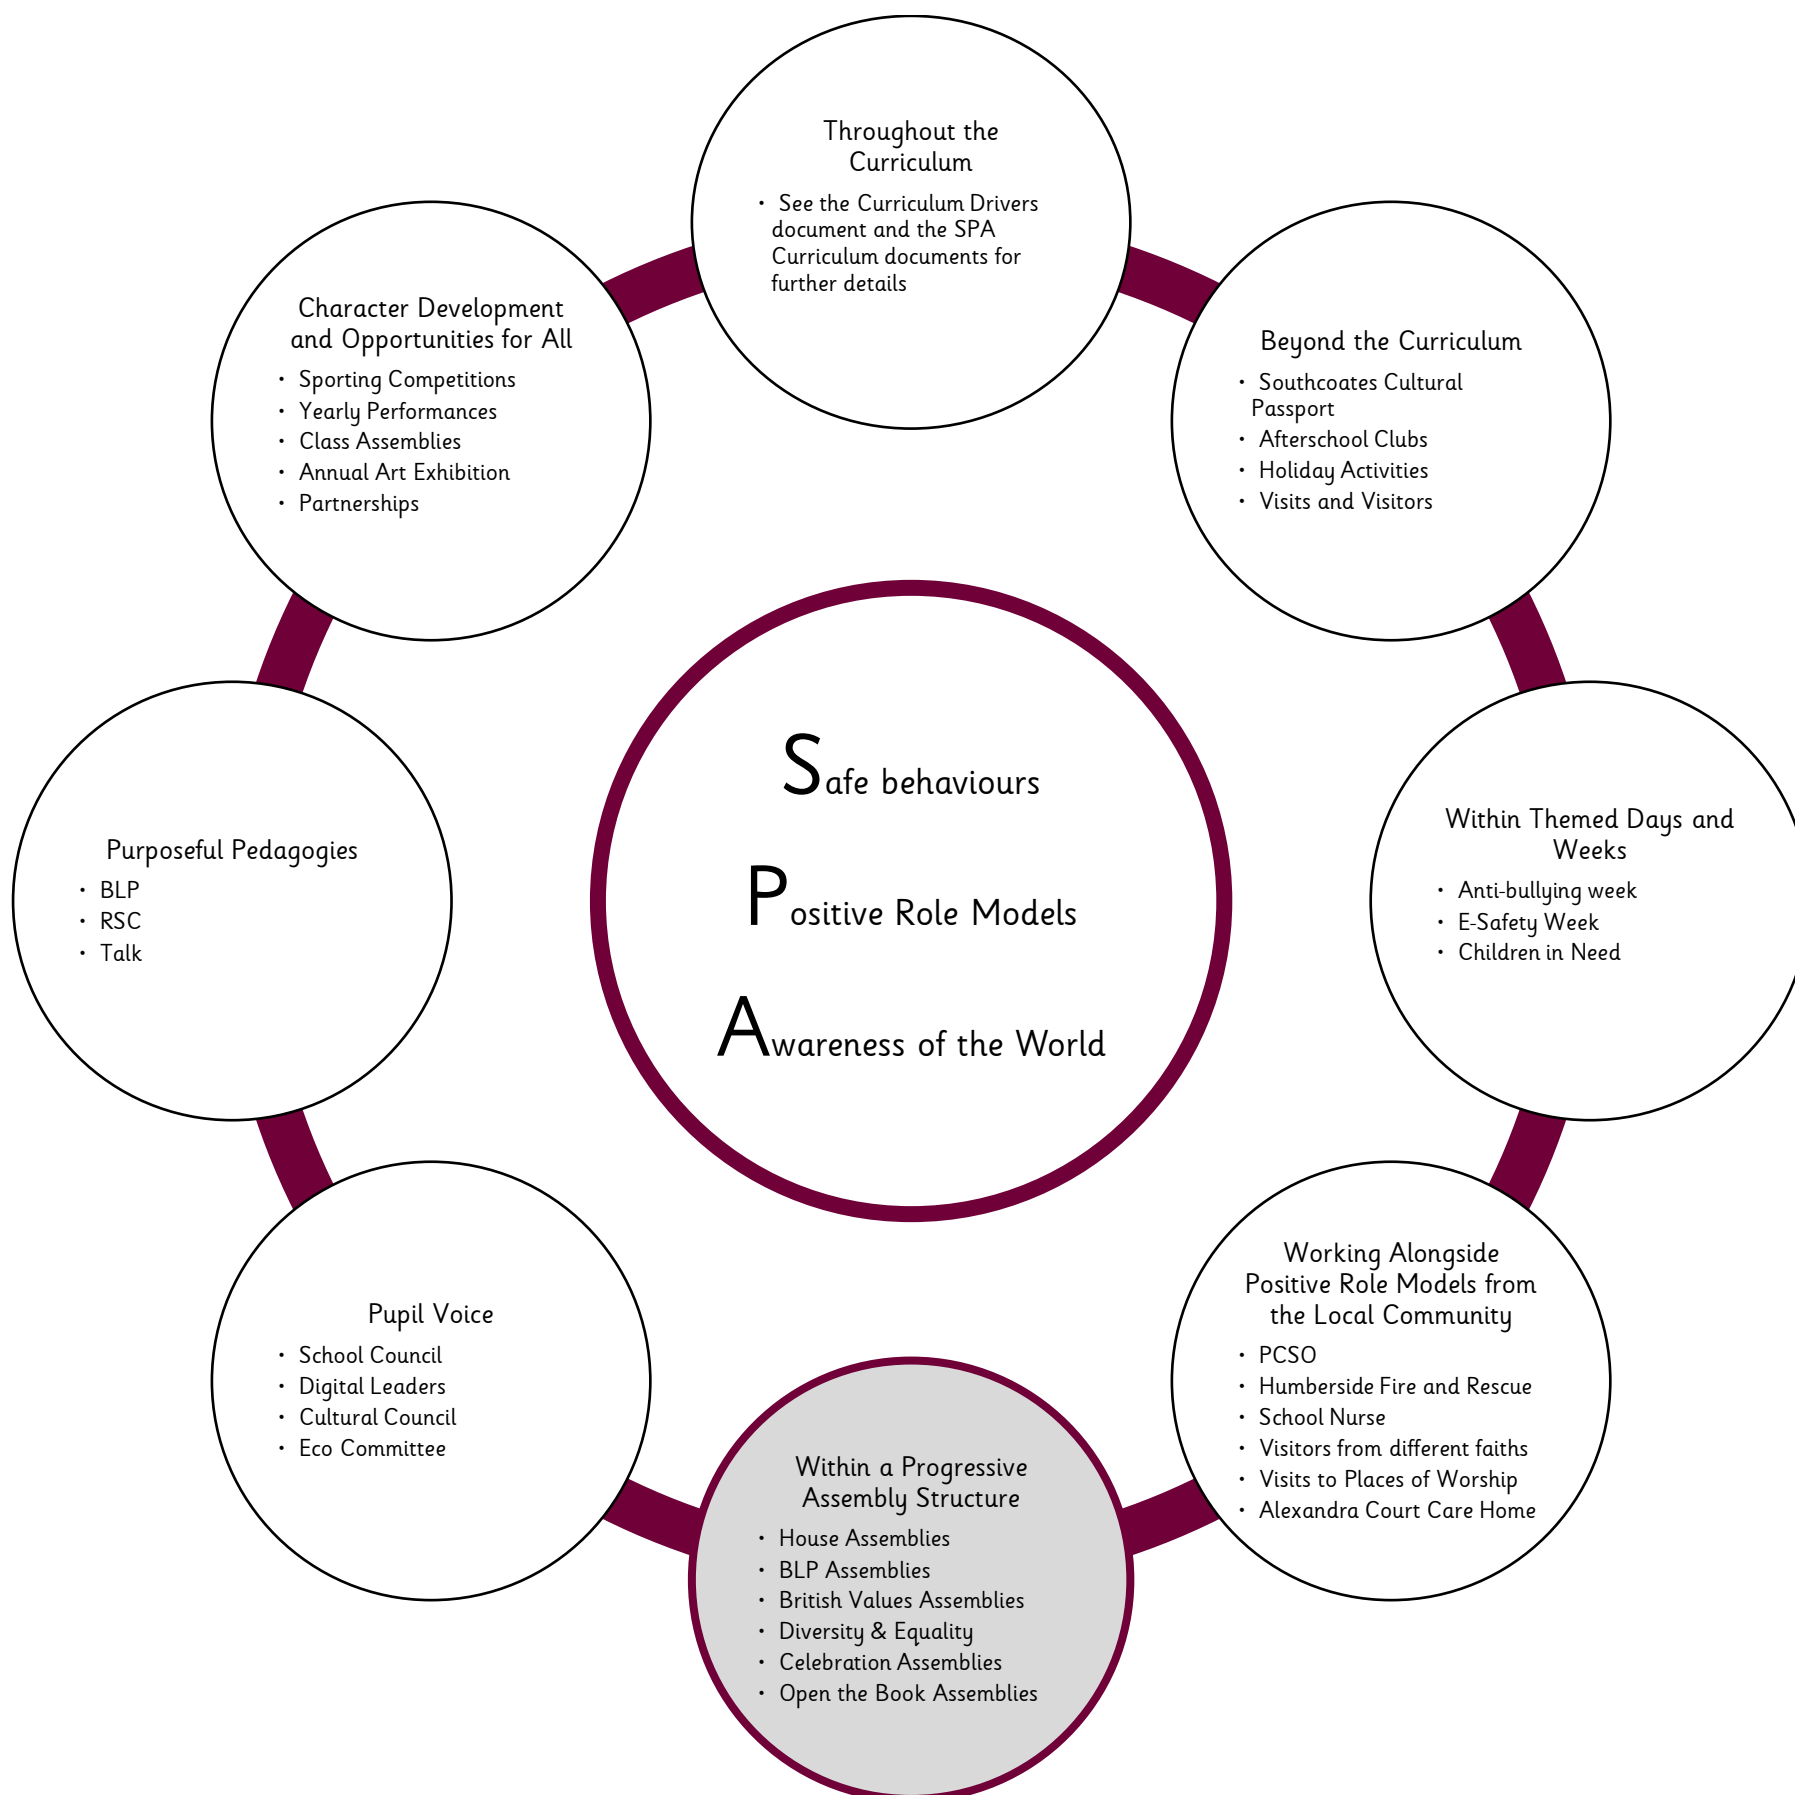 Throughout the
Curriculum
• See the Curriculum Drivers
document and the SPA
Curriculum documents for
further details
Beyond the Curriculum
• Southcoates Cultural
Passport
• Afterschool Clubs
• Holiday Activities
• Visits and Visitors
Within Themed Days and
Weeks
• Anti-bullying week
• E-Safety Week
• Children in Need
Working Alongside
Positive Role Models from
the Local Community
• PCSO
• Humberside Fire and Rescue
• School Nurse
• Visitors from different faiths
• Visits to Places of Worship
• Alexandra Court Care Home
Within a Progressive
Assembly Structure
• House Assemblies
• BLP Assemblies
• British Values Assemblies
• Diversity & Equality
• Celebration Assemblies
• Open the Book Assemblies
Pupil Voice
• School Council
• Digital Leaders
• Cultural Council
• Eco Committee
Purposeful Pedagogies
• BLP
• RSC
• Talk
Character Development
and Opportunities for All
• Sporting Competitions
• Yearly Performances
• Class Assemblies
• Annual Art Exhibition
• Partnerships
Safe behaviours
Positive Role Models
Awareness of the World